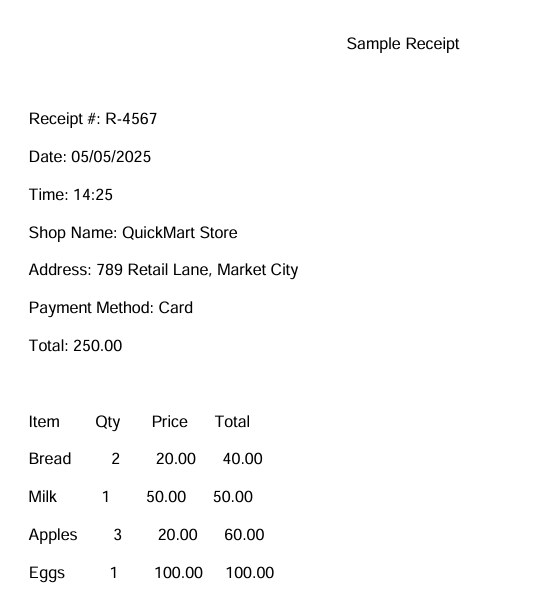 Sample Receipt
Receipt #: R-4567
Date: 05/05/2025
Time: 14:25
Shop Name: QuickMart Store
Address: 789 Retail Lane, Market City
Payment Method: Card
Total: 250.00
Item Qty Price Total
Bread 2 20.00 40.00
Milk 1 50.00 50.00
Apples 3 20.00 60.00
Eggs 1 100.00 100.00